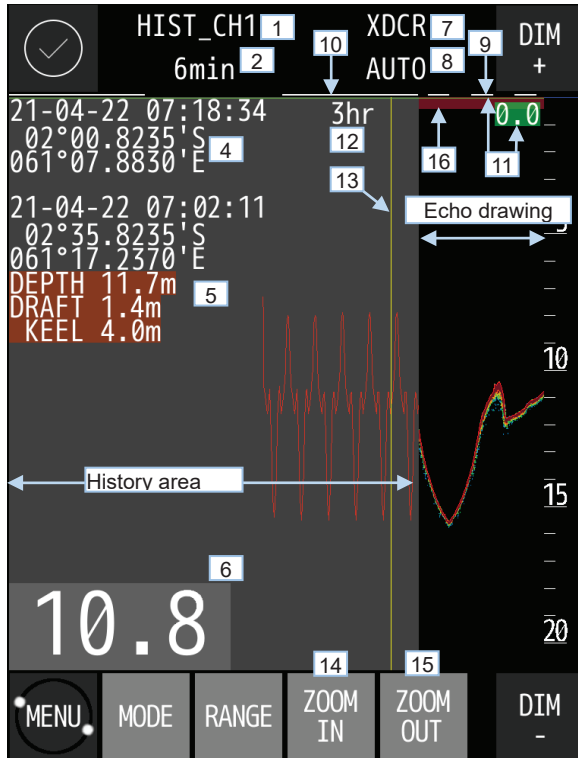 HIST_CH1 1
XDCR 7
DIM
+
6min 2
10
AUTO 8
9
21-04-22 07:18:34
3hr
0.0
02°00.8235'S
061°07.8830'E
4
12
16
11
13
21-04-22 07:02:11
Echo drawing
02°35.8235'S
061°17.2370'E
5
DEPTH 11.7m
DRAFT 1.4m
KEEL 4.0m
5
10
History area
15
6
10.8
20
14
15
MENU
MODE
RANGE
ZOOM
IN
ZOOM
OUT
DIM
-